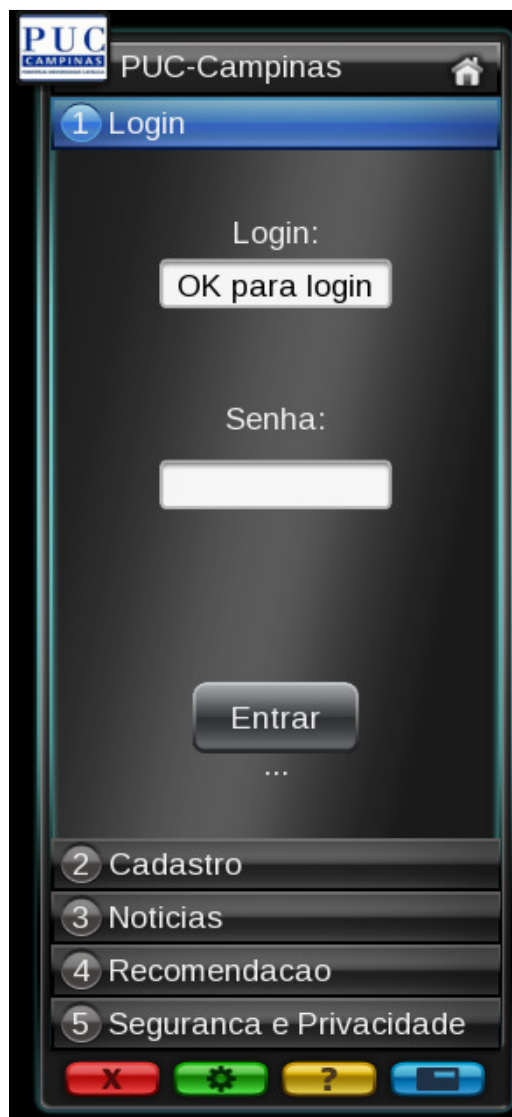 PUC
CAMPINAS
PUC-Campinas
1 Login
Login:
OK para login
Senha:
Entrar
...
2 Cadastro
3 Noticias
4 Recomendacao
5 Seguranca e Privacidade
X
?